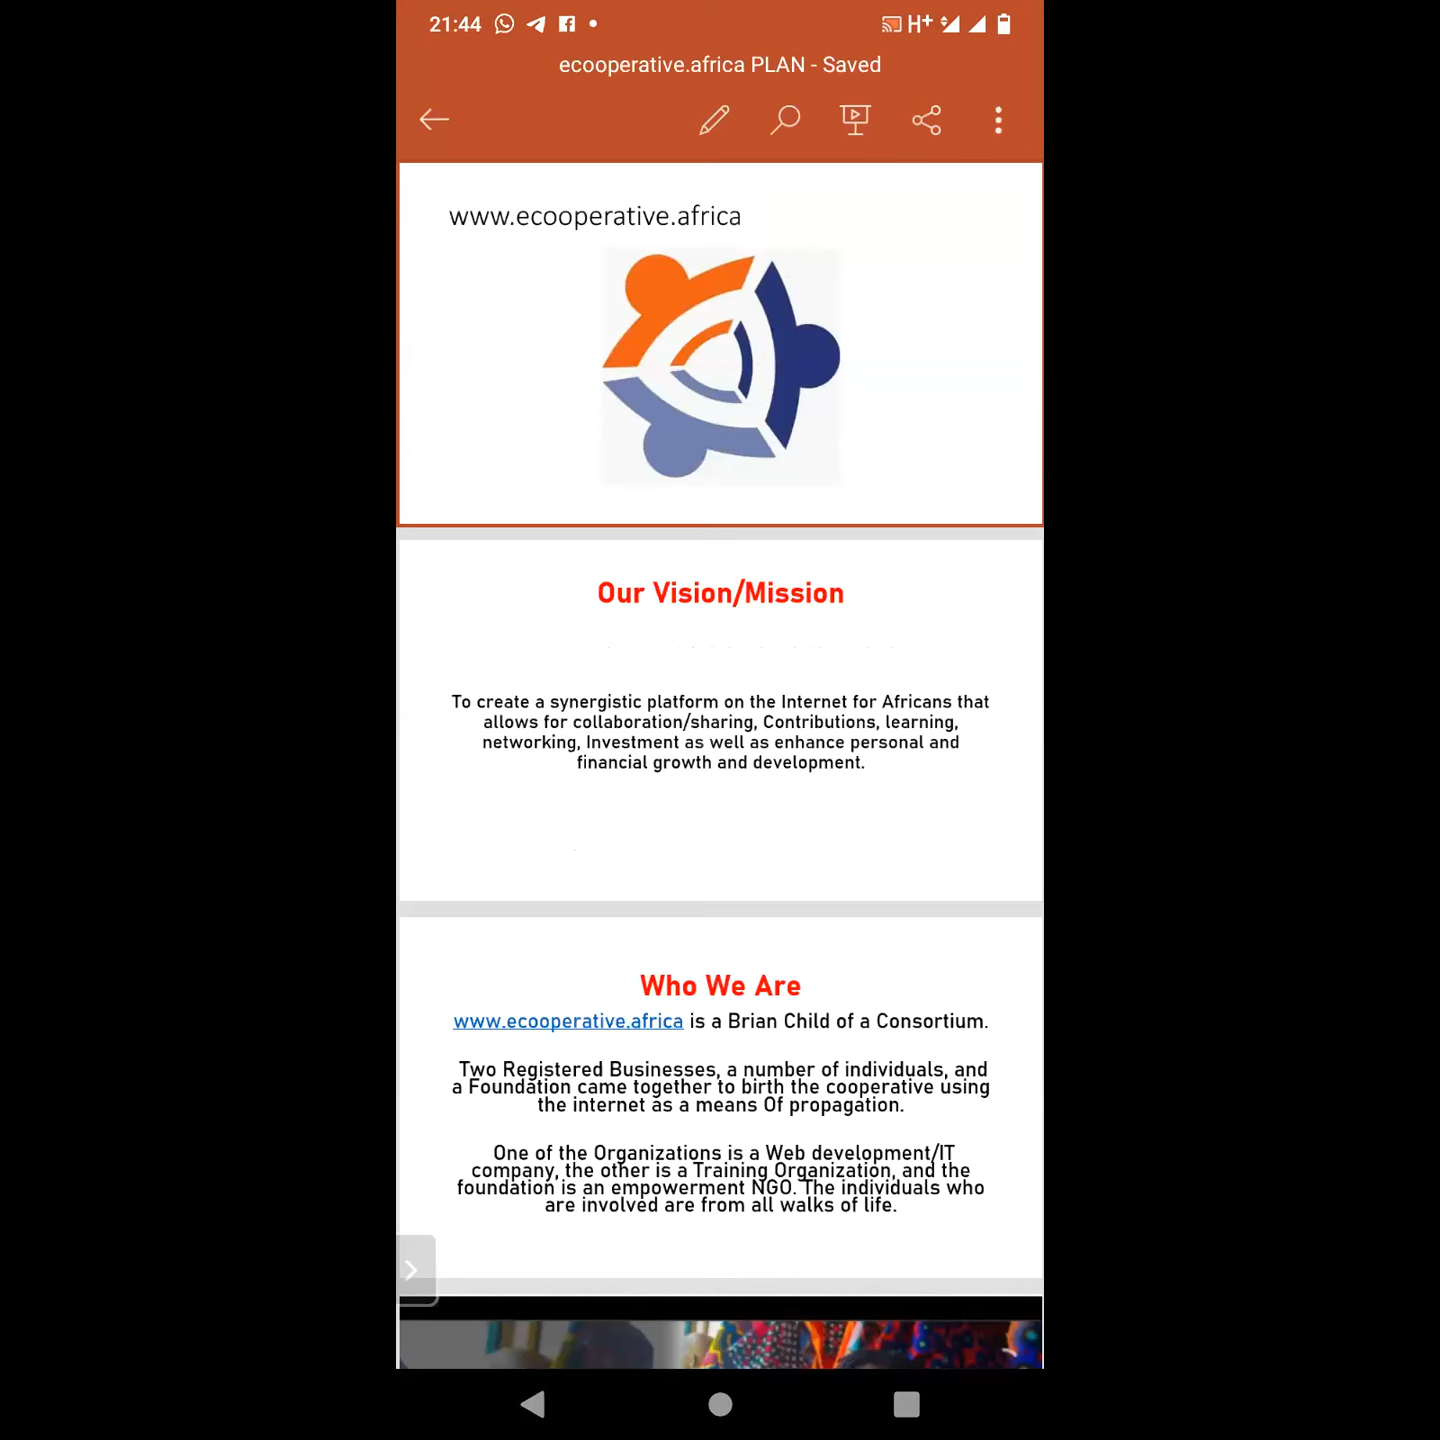 21:44
H+
ecooperative.africa PLAN - Saved
www.ecooperative.africa
Our Vision/Mission
To create a synergistic platform on the Internet for Africans that
allows for collaboration/sharing, Contributions, learning,
networking, Investment as well as enhance personal and
financial growth and development.
Who We Are
www.ecooperative.africa is a Brian Child of a Consortium.
Two Registered Businesses, a number of individuals, and
a Foundation came together to birth the cooperative using
the internet as a means Of propagation.
One of the Organizations is a Web development/IT
company, the other is a Training Organization, and the
foundation is an empowerment NGO. The individuals who
are involved are from all walks of life.